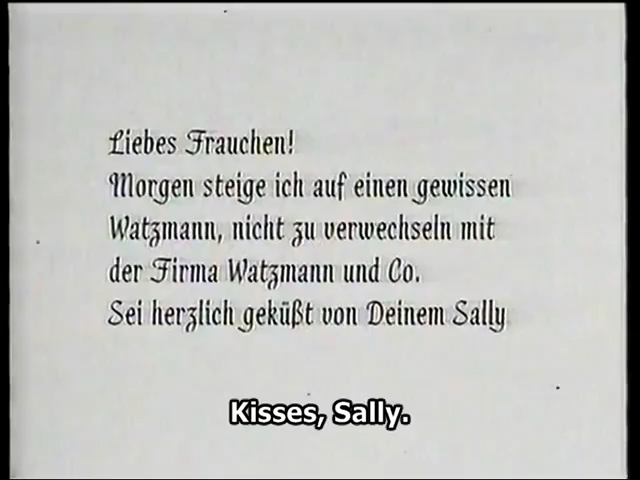 Liebes Frauchen!
Morgen steige ich auf einen gewissen
Watzmann, nicht zu verwechseln mit
der Firma Watzmann und Co.
Sei herzlich geküßt von Deinem Sally
Kisses, Sally.